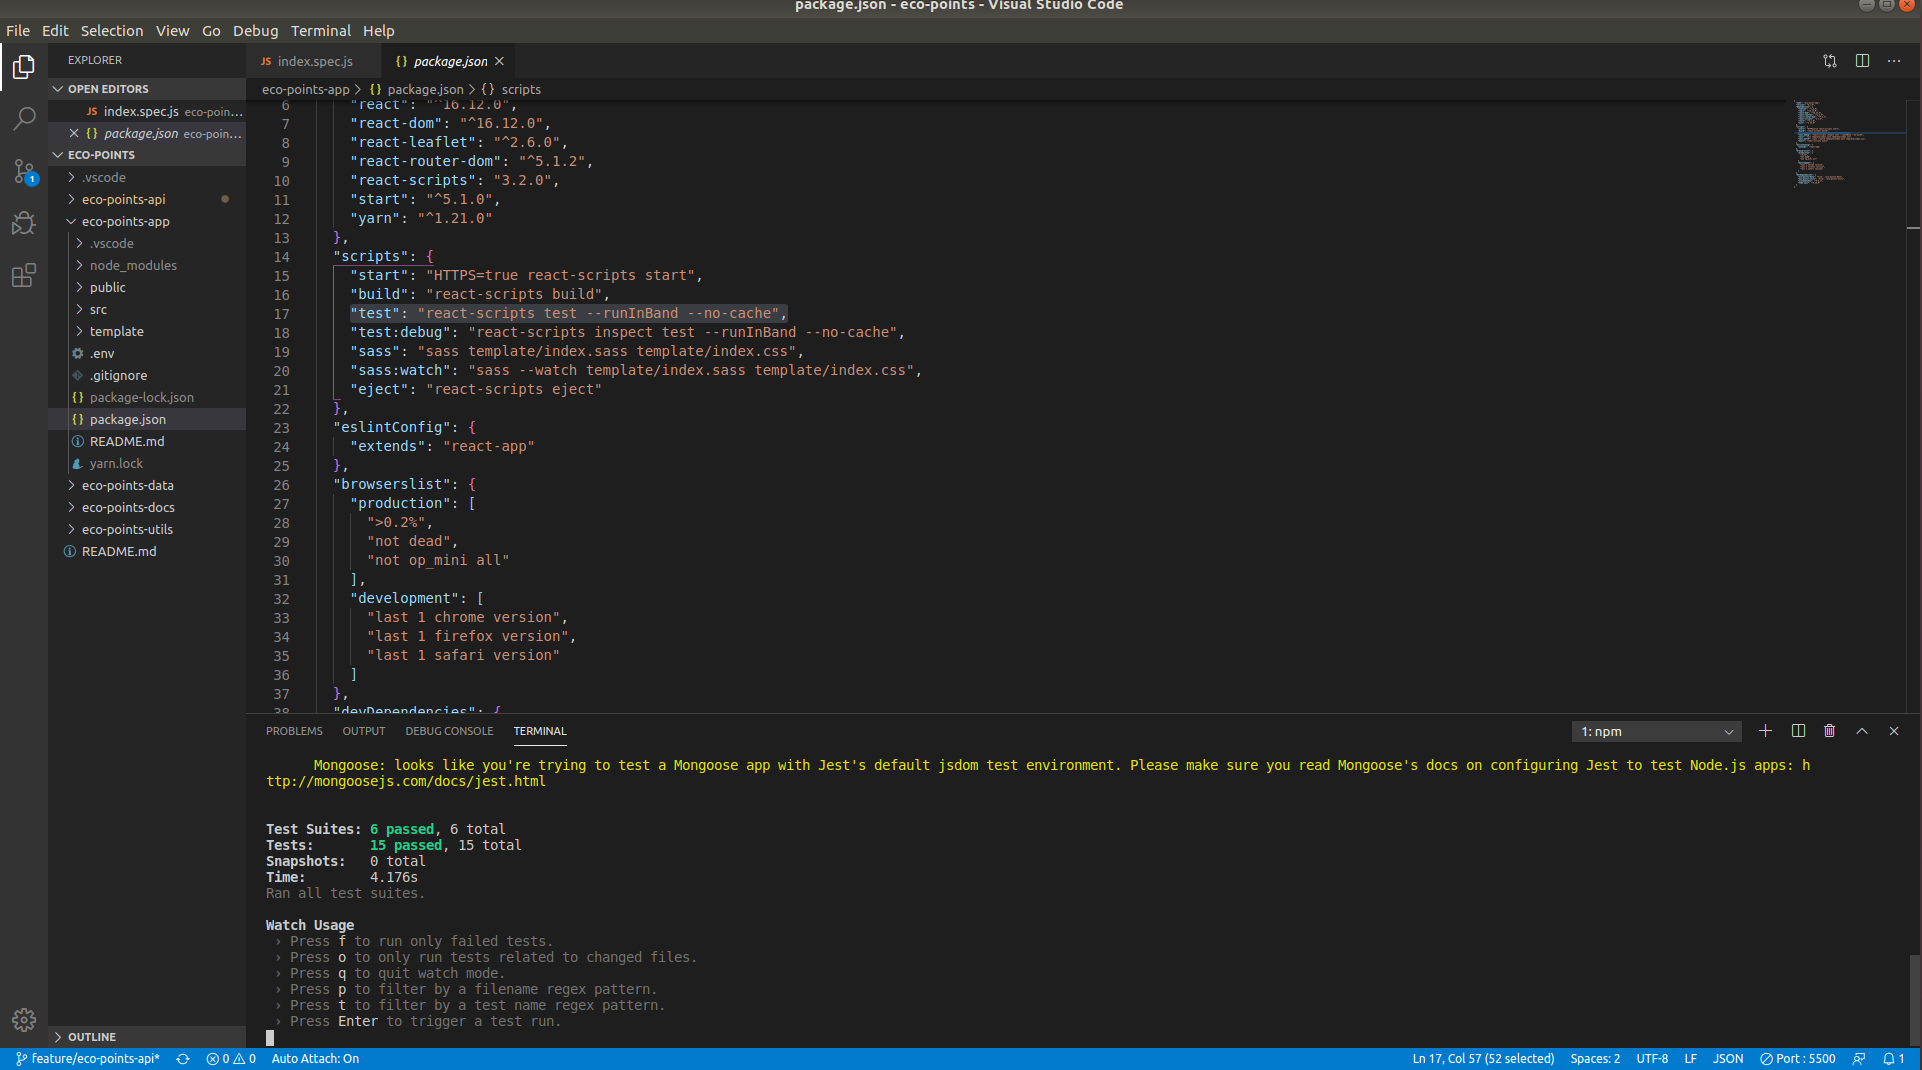 package.json - eco-points - Visual Studio Code
File Edit Selection View Go Debug Terminal Help
EXPLORER
OPEN EDITORS
JS index.spec.js eco-poin...
{} package.json eco-poin...
ECO-POINTS
.vscode
eco-points-api
eco-points-app
.vscode
node_modules
public
src
template
.env
.gitignore
{} package-lock.json
{} package.json
README.md
yarn.lock
eco-points-data
eco-points-docs
eco-points-utils
README.md
OUTLINE
1
JS index.spec.js
{} package.json
eco-points-app > {} package.json > {} scripts
6 "react": "^16.12.0",
7 "react-dom": "^16.12.0",
8 "react-leaflet": "^2.6.0",
9 "react-router-dom": "^5.1.2",
10 "react-scripts": "3.2.0",
11 "start": "^5.1.0",
12 "yarn": "^1.21.0"
13 },
14 "scripts": {
15 "start": "HTTPS=true react-scripts start",
16 "build": "react-scripts build",
17 "test": "react-scripts test --runInBand --no-cache",
18 "test:debug": "react-scripts inspect test --runInBand --no-cache",
19 "sass": "sass template/index.sass template/index.css",
20 "sass:watch": "sass --watch template/index.sass template/index.css",
21 "eject": "react-scripts eject"
22 },
23 "eslintConfig": {
24 "extends": "react-app"
25 },
26 "browserslist": {
27 "production": [
28 ">0.2%",
29 "not dead",
30 "not op_mini all"
31 ],
32 "development": [
33 "last 1 chrome version",
34 "last 1 firefox version",
35 "last 1 safari version"
36 ]
37 },
38 "devDependencies": {
PROBLEMS OUTPUT DEBUG CONSOLE TERMINAL
1: npm
Mongoose: looks like you're trying to test a Mongoose app with Jest's default jsdom test environment. Please make sure you read Mongoose's docs on configuring Jest to test Node.js apps: h
ttp://mongoosejs.com/docs/jest.html
Test Suites: 6 passed, 6 total
Tests: 15 passed, 15 total
Snapshots: 0 total
Time: 4.176s
Ran all test suites.
Watch Usage
› Press f to run only failed tests.
› Press o to only run tests related to changed files.
› Press q to quit watch mode.
› Press p to filter by a filename regex pattern.
› Press t to filter by a test name regex pattern.
› Press Enter to trigger a test run.
feature/eco-points-api* 0 0 Auto Attach: On
Ln 17, Col 57 (52 selected) Spaces: 2 UTF-8 LF JSON Port : 5500 1